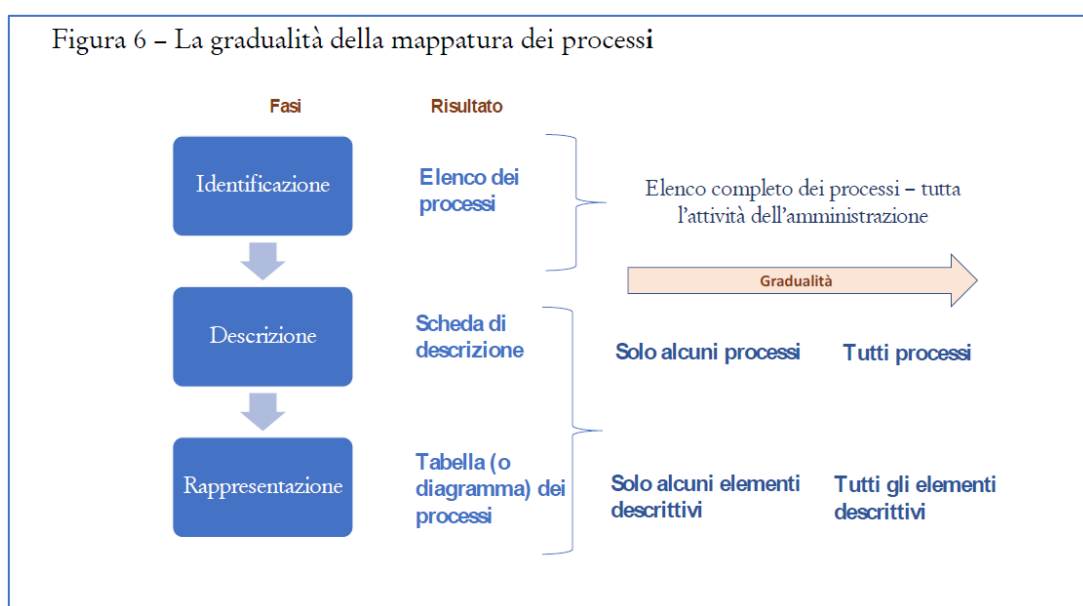 Figura 6 – La gradualità della mappatura dei processi
Fasi
Risultato
Identificazione
Elenco dei
processi
Elenco completo dei processi – tutta
l'attività dell'amministrazione
Gradualità
Descrizione
Scheda di
descrizione
Solo alcuni processi
Tutti processi
Rappresentazione
Tabella (o
diagramma) dei
processi
Solo alcuni elementi
descrittivi
Tutti gli elementi
descrittivi